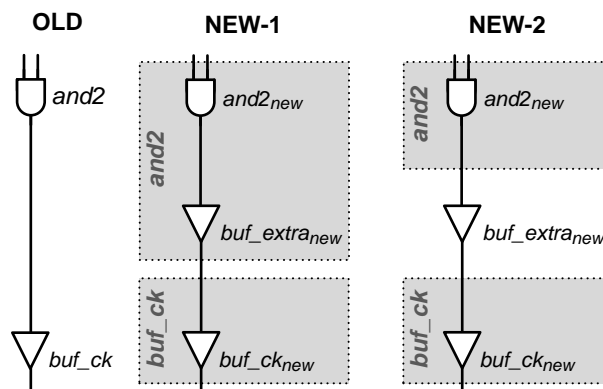 OLD
NEW-1
NEW-2
and2
and2
and2new
and2
and2new
buf_extranew
buf_extranew
buf_ck
buf_ck
buf_cknew
buf_ck
buf_cknew